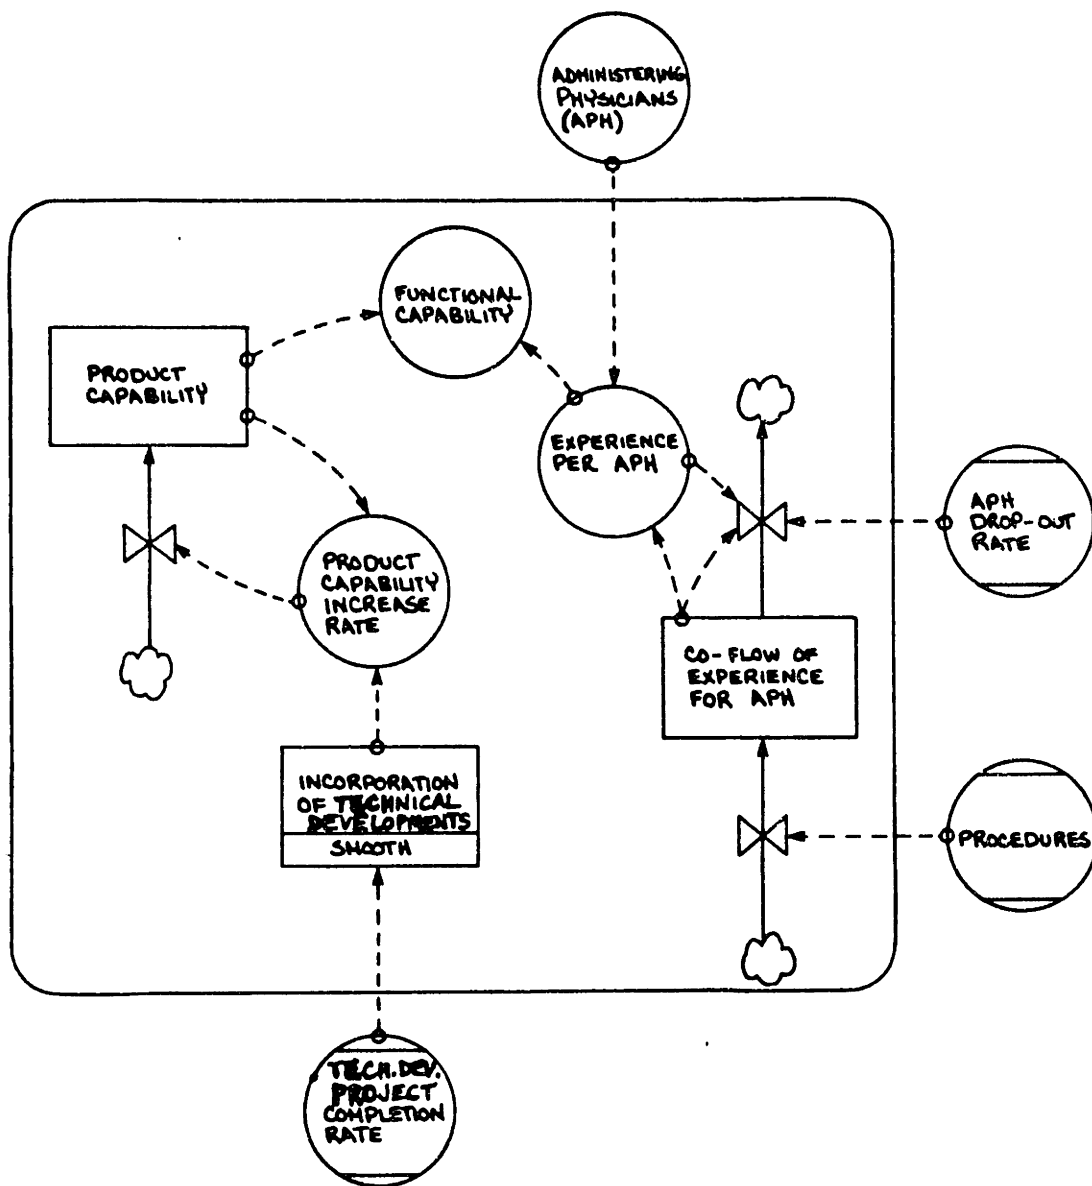 ADMINISTERING
PHYSICIANS
(APH)
FUNCTIONAL
CAPABILITY
PRODUCT
CAPABILITY
EXPERIENCE
PER APH
APH
DROP-OUT
RATE
PRODUCT
CAPABILITY
INCREASE
RATE
CO-FLOW OF
EXPERIENCE
FOR APH
INCORPORATION
OF TECHNICAL
DEVELOPMENTS
SMOOTH
PROCEDURES
TECH. DEV.
PROJECT
COMPLETION
RATE